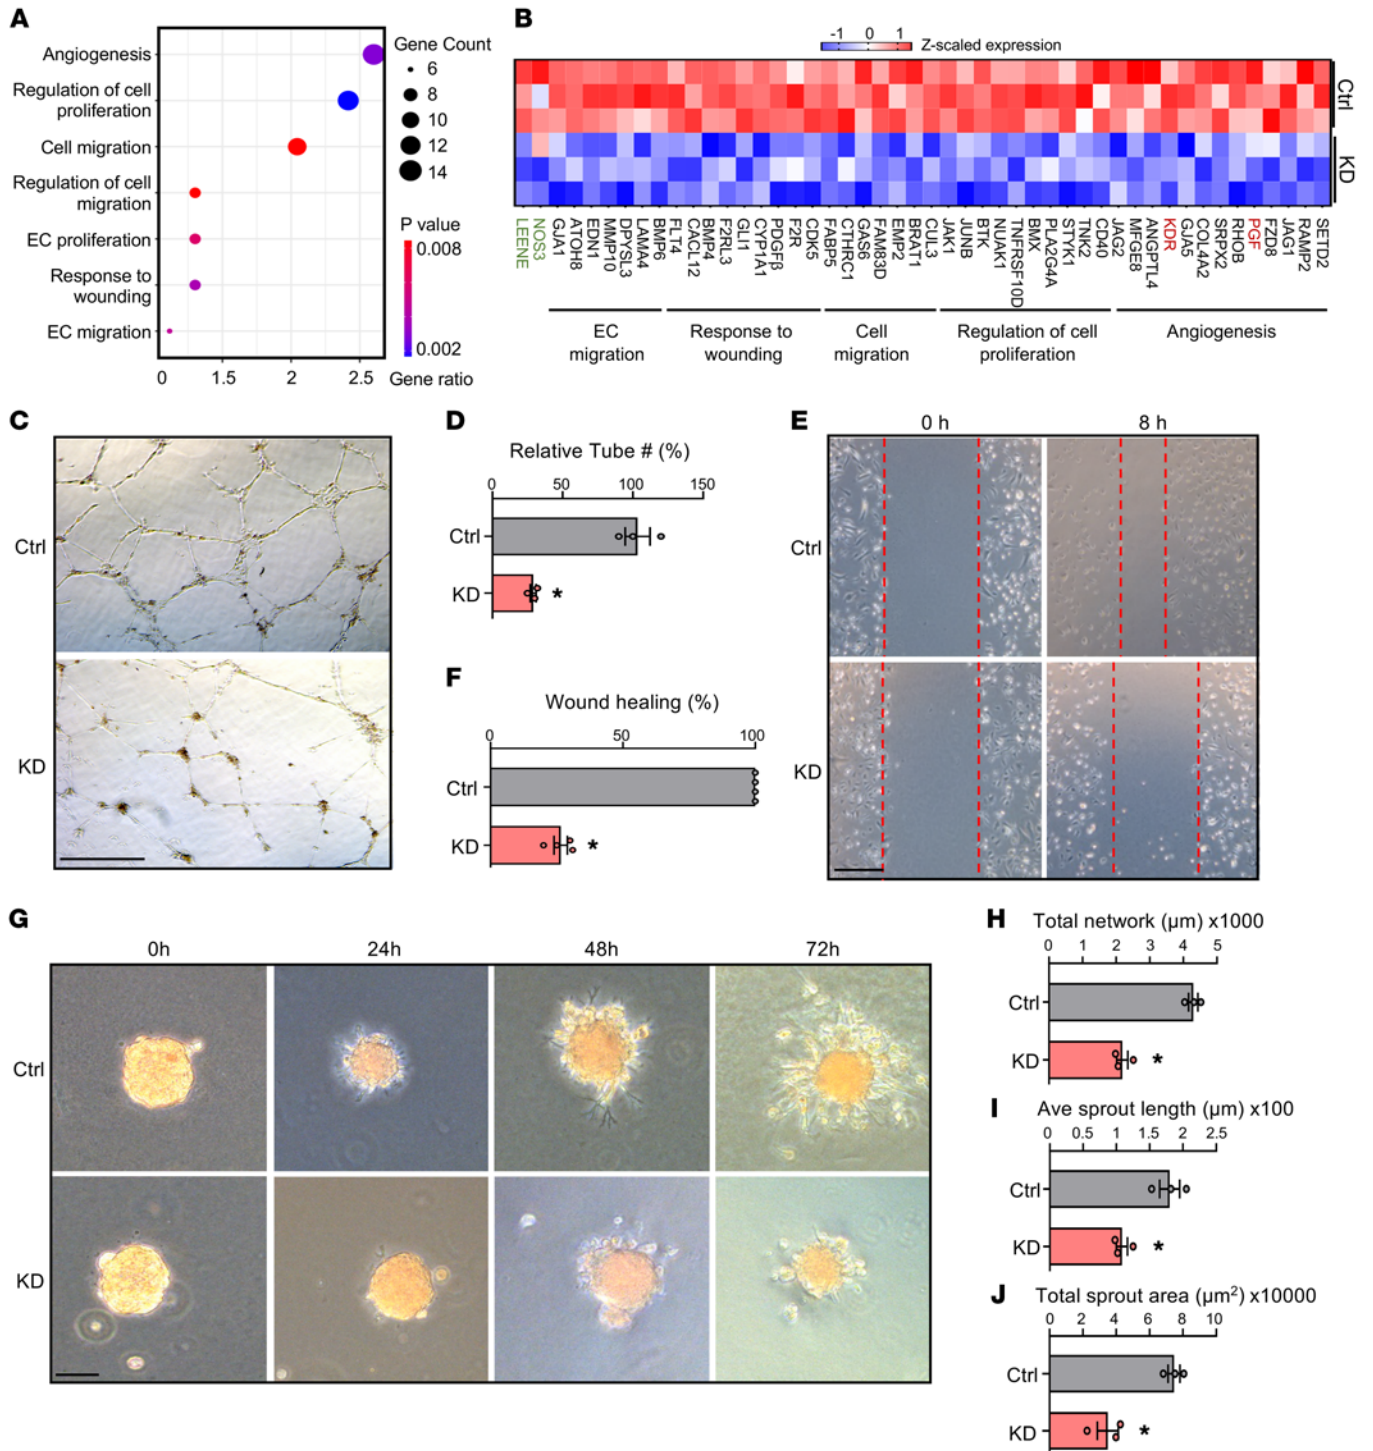 A
Angiogenesis
Regulation of cell
proliferation
Cell migration
Regulation of cell
migration
EC proliferation
Response to
wounding
EC migration
0 1.5 2 2.5
Gene ratio
Gene Count
6
8
10
12
14
P value
0.008
0.002
B
-1 0 1
Z-scaled expression
Ctrl
KD
LEENE
NOS3
GJA1
ATOH8
EDN1
MMP10
DPYSL3
LAMA4
BMP6
FLT4
CACL12
BMP4
F2RL3
GLI1
CYP1A1
PDGFβ
F2R
CDK5
FABP5
CTHRC1
GAS6
FAM83D
EMP2
BRAT1
CUL3
JAK1
JUNB
BTK
NUAK1
TNFRSF10D
BMX
PLA2G4A
STYK1
TNK2
CD40
JAG2
MFGE8
ANGPTL4
KDR
GJA5
COL4A2
SRPX2
RHOB
PGF
FZD8
JAG1
RAMP2
SETD2
EC
migration
Response to
wounding
Cell
migration
Regulation of cell
proliferation
Angiogenesis
C
Ctrl
KD
D
Relative Tube # (%)
0 50 100 150
Ctrl
KD *
E
0 h 8 h
Ctrl
KD
F
Wound healing (%)
0 50 100
Ctrl
KD *
G
0h 24h 48h 72h
Ctrl
KD
H
Total network (μm) x1000
0 1 2 3 4 5
Ctrl
KD *
I
Ave sprout length (μm) x100
0 0.5 1 1.5 2 2.5
Ctrl
KD *
J
Total sprout area (μm²) x10000
0 2 4 6 8 10
Ctrl
KD *